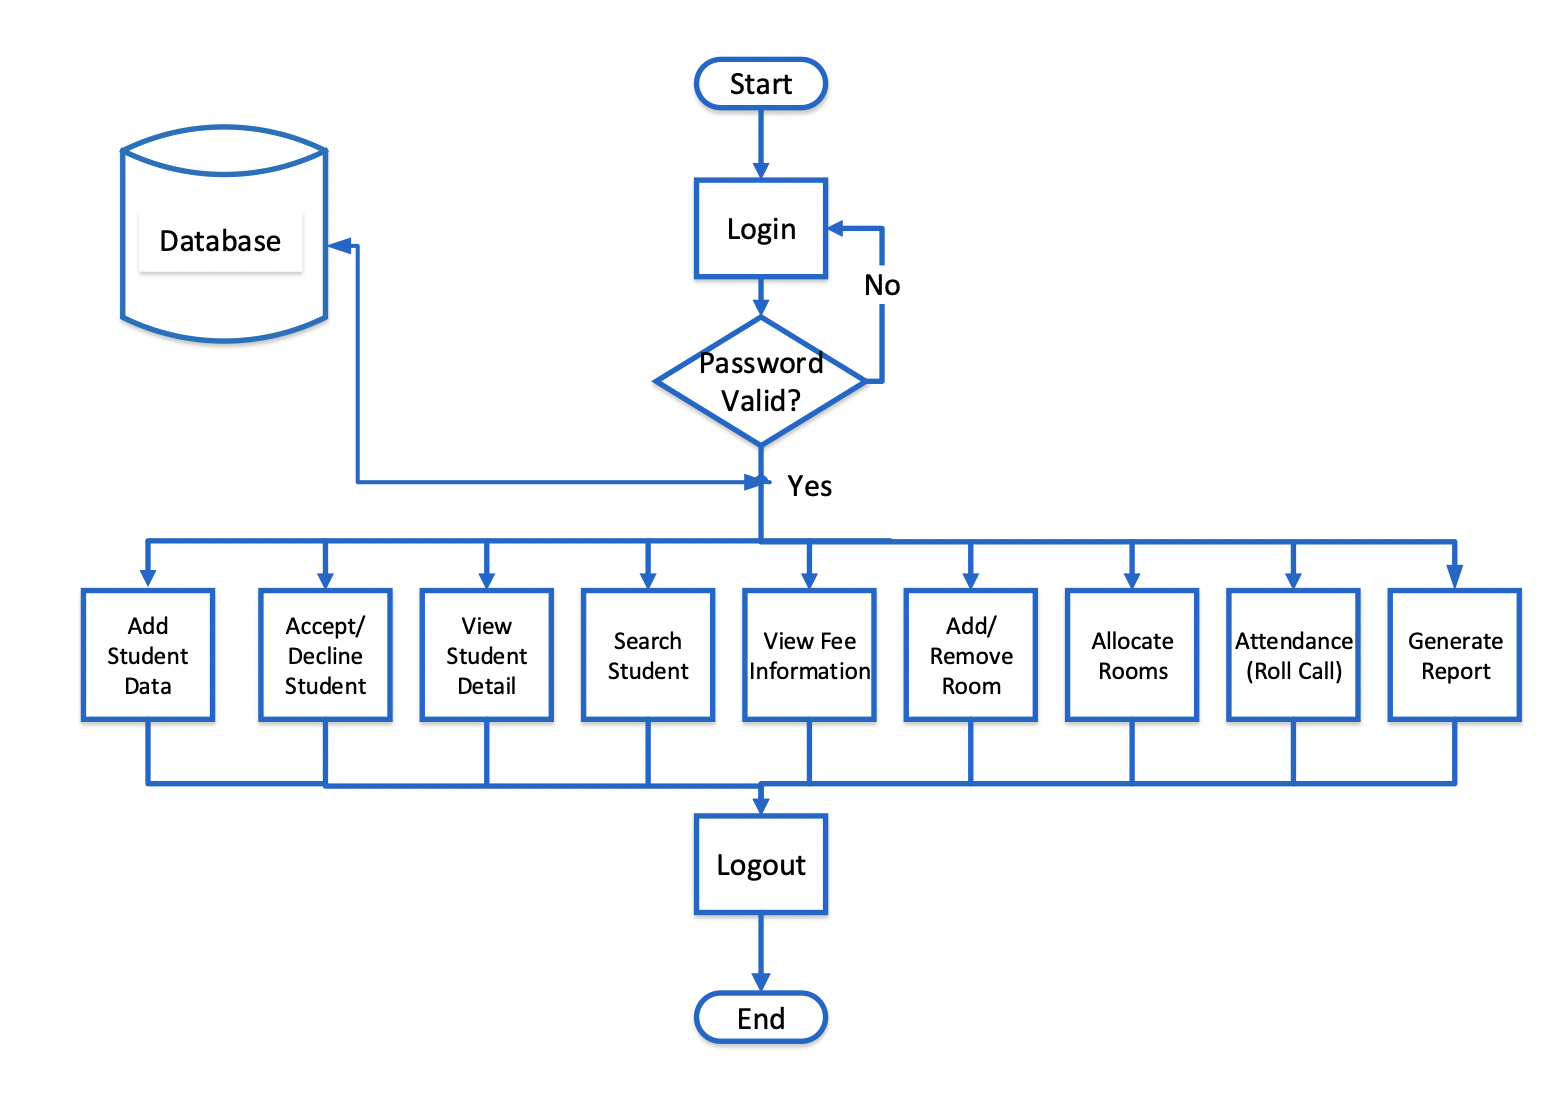 Start
Database
Login
No
Password
Valid?
Yes
Add
Student
Data
Accept/
Decline
Student
View
Student
Detail
Search
Student
View Fee
Information
Add/
Remove
Room
Allocate
Rooms
Attendance
(Roll Call)
Generate
Report
Logout
End